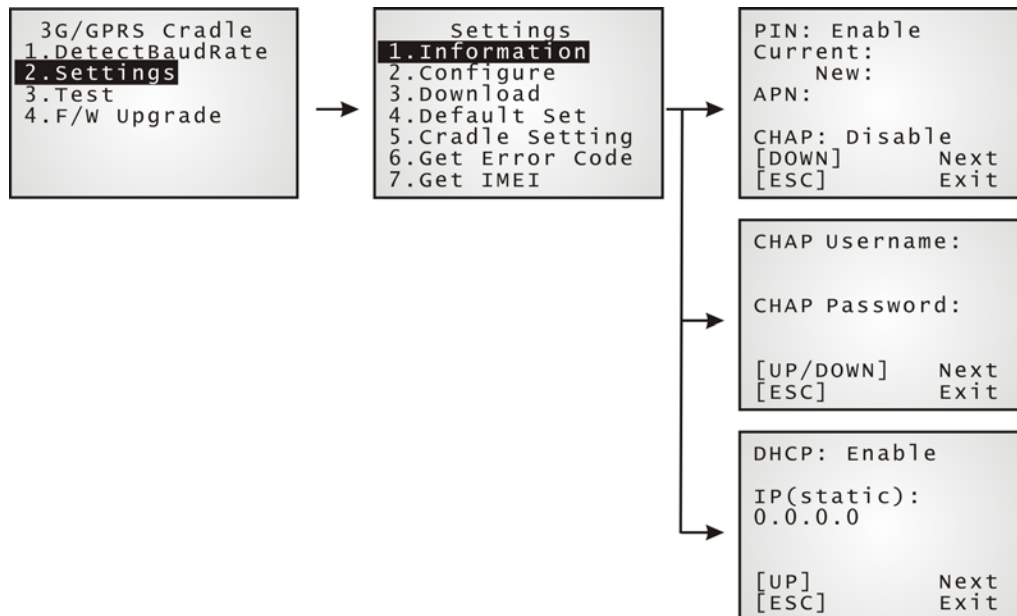 3G/GPRS Cradle
1.DetectBaudRate
2.Settings
3.Test
4.F/W Upgrade
Settings
1.Information
2.Configure
3.Download
4.Default Set
5.Cradle Setting
6.Get Error Code
7.Get IMEI
PIN: Enable
Current:
New:
APN:
CHAP: Disable
[DOWN] Next
[ESC] Exit
CHAP Username:
CHAP Password:
[UP/DOWN] Next
[ESC] Exit
DHCP: Enable
IP(static):
0.0.0.0
[UP] Next
[ESC] Exit